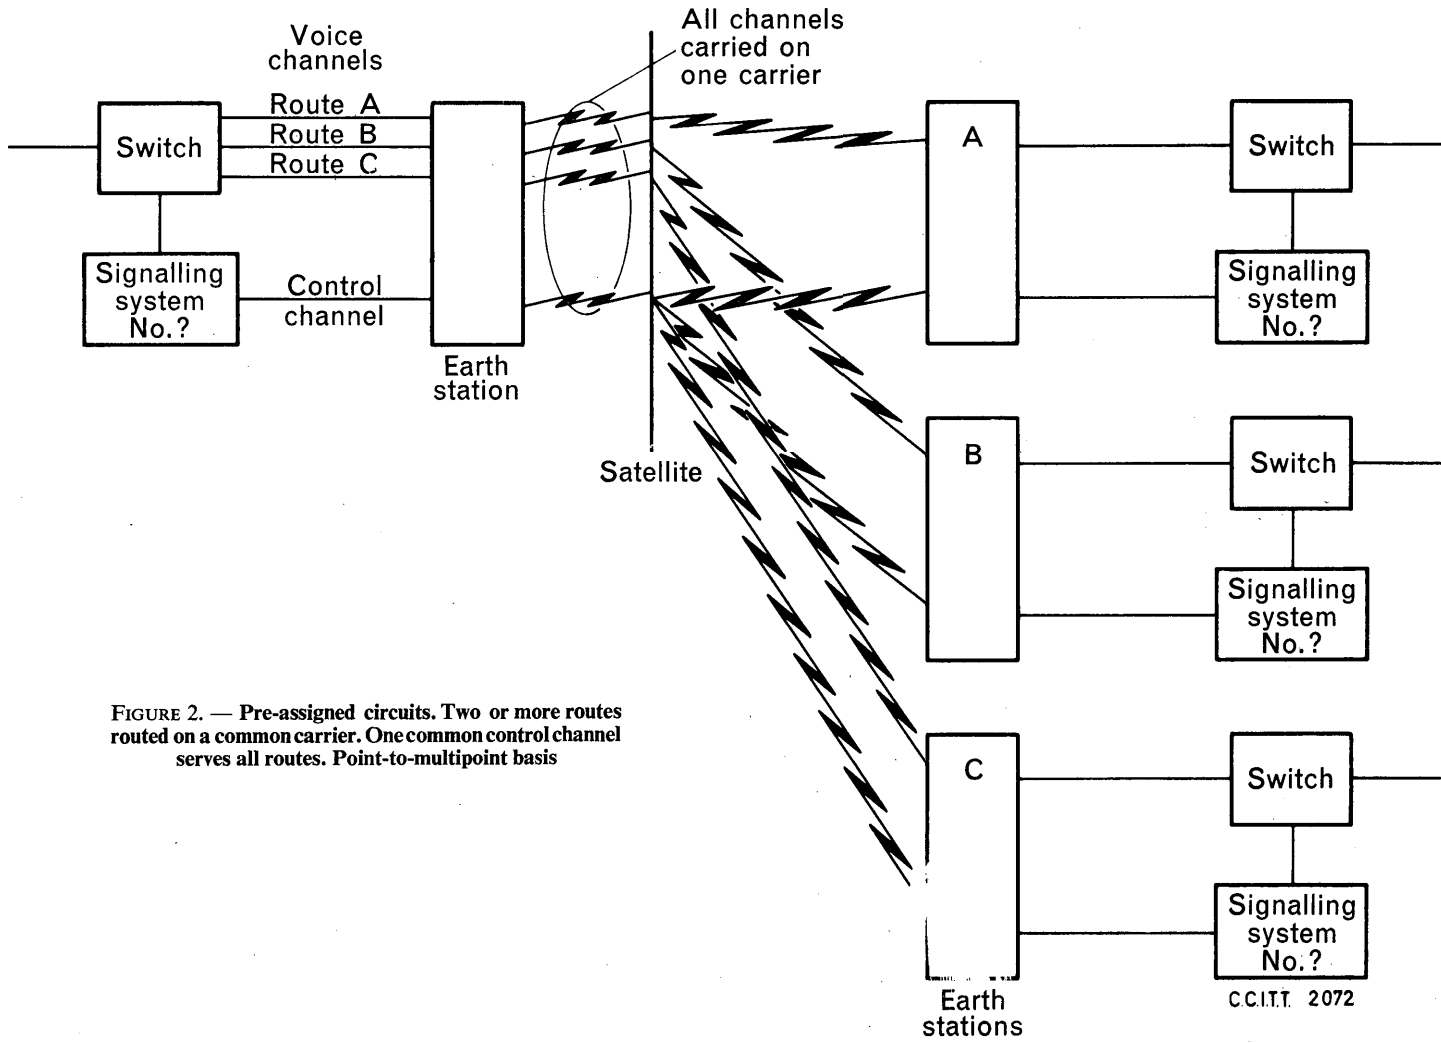 Voice
channels
All channels
carried on
one carrier
Route A
Route B
Route C
Switch
Signalling
system
No.?
Control
channel
Earth
station
Satellite
A
Switch
Signalling
system
No.?
B
Switch
Signalling
system
No.?
C
Switch
Signalling
system
No.?
Earth
stations
C.C.I.T.T. 2072
FIGURE 2. — Pre-assigned circuits. Two or more routes
routed on a common carrier. One common control channel
serves all routes. Point-to-multipoint basis